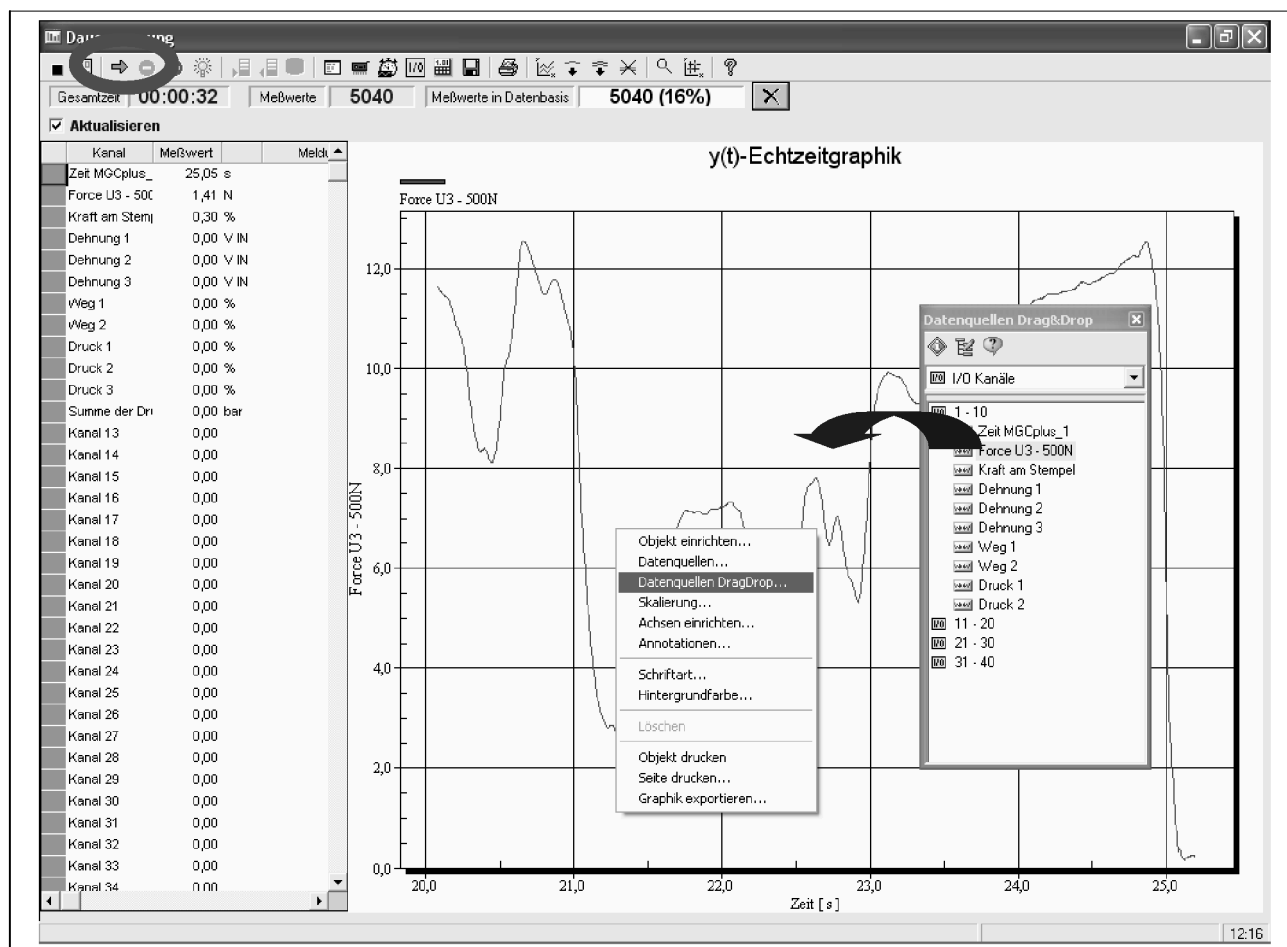 Gesamtzeit 00:00:32 Meßwerte 5040 Meßwerte in Datenbasis 5040 (16%)
Aktualisieren
Kanal Meßwert
Zeit MGCplus_ 25,05 s
Force U3 - 50 1,41 N
Kraft am Stem 0,30 %
Dehnung 1 0,00 V IN
Dehnung 2 0,00 V IN
Dehnung 3 0,00 V IN
Weg 1 0,00 %
Weg 2 0,00 %
Druck 1 0,00 %
Druck 2 0,00 %
Druck 3 0,00 %
Summe der Dr 0,00 bar
Kanal 13 0,00
Kanal 14 0,00
Kanal 15 0,00
Kanal 16 0,00
Kanal 17 0,00
Kanal 18 0,00
Kanal 19 0,00
Kanal 20 0,00
Kanal 21 0,00
Kanal 22 0,00
Kanal 23 0,00
Kanal 24 0,00
Kanal 25 0,00
Kanal 26 0,00
Kanal 27 0,00
Kanal 28 0,00
Kanal 29 0,00
Kanal 30 0,00
Kanal 31 0,00
Kanal 32 0,00
Kanal 33 0,00
Kanal 34 0,00
y(t)-Echtzeitgraphik
Force U3 - 500N
12,0
10,0
8,0
6,0
4,0
2,0
0,0
Force U3 - 500N
20,0 21,0 22,0 23,0 24,0 25,0
Zeit [ s ]
Objekt einrichten...
Datenquellen...
Datenquellen DragDrop...
Skalierung...
Achsen einrichten...
Annotationen...
Schriftart...
Hintergrundfarbe...
Löschen
Objekt drucken
Seite drucken...
Graphik exportieren...
Datenquellen Drag&Drop
I/O Kanäle
1 - 10
Zeit MGCplus_1
Force U3 - 500N
Kraft am Stempel
Dehnung 1
Dehnung 2
Dehnung 3
Weg 1
Weg 2
Druck 1
Druck 2
11 - 20
21 - 30
31 - 40
12:16